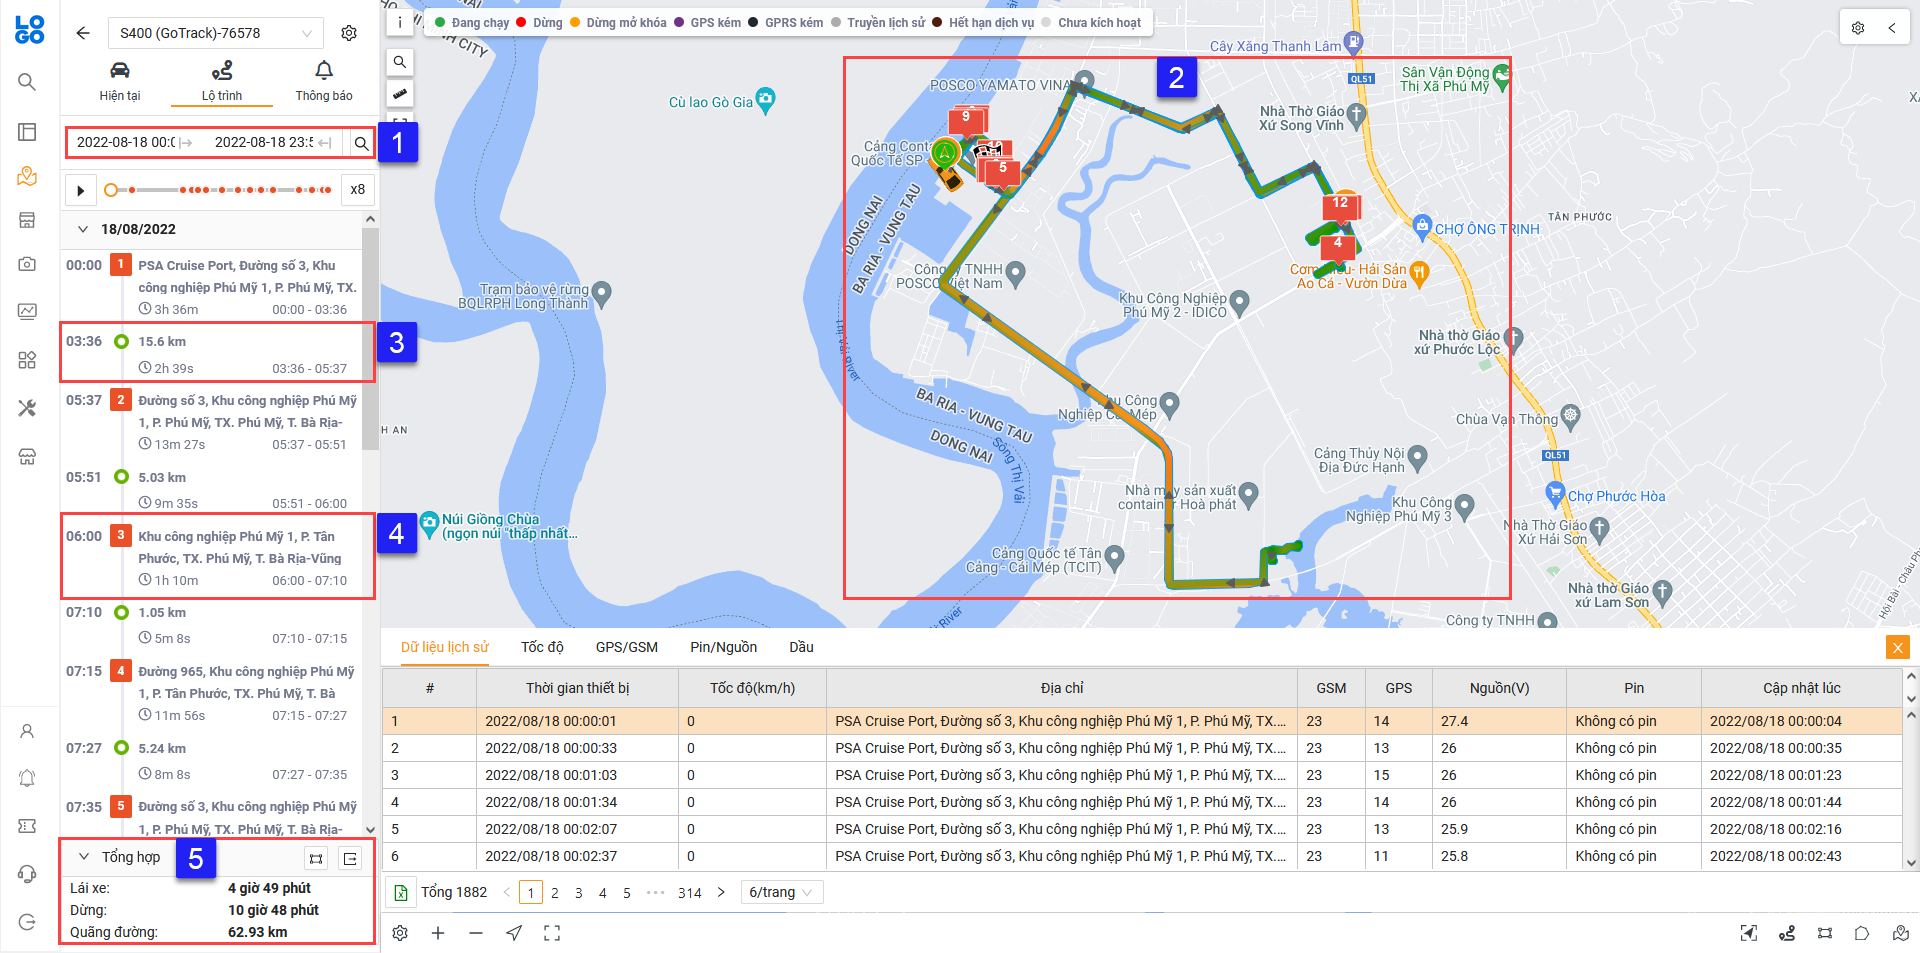 LOGO
S400 (GoTrack)-76578
Hiện tại
Lộ trình
Thông báo
2022-08-18 00:0
2022-08-18 23:5
1
x8
18/08/2022
00:00
1
PSA Cruise Port, Đường số 3, Khu
công nghiệp Phú Mỹ 1, P. Phú Mỹ, TX.
3h 36m
00:00 - 03:36
03:36
15.6 km
2h 39s
03:36 - 05:37
3
05:37
2
Đường số 3, Khu công nghiệp Phú Mỹ
1, P. Phú Mỹ, TX. Phú Mỹ, T. Bà Rịa-
13m 27s
05:37 - 05:51
05:51
5.03 km
9m 35s
05:51 - 06:00
06:00
3
Khu công nghiệp Phú Mỹ 1, P. Tân
Phước, TX. Phú Mỹ, T. Bà Rịa-Vũng
1h 10m
06:00 - 07:10
4
07:10
1.05 km
5m 8s
07:10 - 07:15
07:15
4
Đường 965, Khu công nghiệp Phú Mỹ
1, P. Tân Phước, TX. Phú Mỹ, T. Bà
11m 56s
07:15 - 07:27
07:27
5.24 km
8m 8s
07:27 - 07:35
07:35
5
Đường số 3, Khu công nghiệp Phú Mỹ
1, P. Phú Mỹ, TX. Phú Mỹ, T. Bà Rịa-
Tổng hợp
5
Lái xe:
4 giờ 49 phút
Dừng:
10 giờ 48 phút
Quãng đường:
62.93 km
i
Đang chạy
Dừng
Dừng mở khóa
GPS kém
GPRS kém
Truyền lịch sử
Hết hạn dịch vụ
Chưa kích hoạt
H CITY
Cây Xăng Thanh Lâm
2
QL51
Sân Vận Động
Thị Xã Phú Mỹ
POSCO YAMATO VINA
Cù lao Gò Gia
Nhà Thờ Giáo
Xứ Song Vĩnh
9
Cảng Conta
Quốc Tế SP
5
DONG NAI
BA RIA - VUNG TAU
12
4
TÂN PHƯỚC
CHỢ ÔNG TRINH
Công ty TNHH
POSCO Việt Nam
Cơm Niêu- Hải Sản
Ao Cá - Vườn Dừa
Trạm bảo vệ rừng
BQLRPH Long Thành
Khu Công Nghiệp
Phú Mỹ 2 - IDICO
Thị Vải River
Nhà thờ Giáo
xứ Phước Lộc
BA RIA - VUNG TAU
DONG NAI
Sông Thị Vải
Khu Công
Nghiệp Cái Mép
Chùa Vạn Thông
H AN
QL51
Cảng Thủy Nội
Địa Đức Hạnh
Nhà máy sản xuất
container Hoà phát
Chợ Phước Hòa
Khu Công
Nghiệp Phú Mỹ 3
Núi Giồng Chùa
(ngọn núi "thấp nhất...
Nhà Thờ Giáo
Xứ Hải Sơn
Cảng Quốc tế Tân
Cảng - Cái Mép (TCIT)
Nhà thờ Giáo
xứ Lam Sơn
Hội Bài - Châu Ph
River
Công ty TNHH
Dữ liệu lịch sử
Tốc độ
GPS/GSM
Pin/Nguồn
Dầu
X
# Thời gian thiết bị Tốc độ(km/h) Địa chỉ GSM GPS Nguồn(V) Pin Cập nhật lúc
1 2022/08/18 00:00:01 0 PSA Cruise Port, Đường số 3, Khu công nghiệp Phú Mỹ 1, P. Phú Mỹ, TX.... 23 14 27.4 Không có pin 2022/08/18 00:00:04
2 2022/08/18 00:00:33 0 PSA Cruise Port, Đường số 3, Khu công nghiệp Phú Mỹ 1, P. Phú Mỹ, TX.... 23 13 26 Không có pin 2022/08/18 00:00:35
3 2022/08/18 00:01:03 0 PSA Cruise Port, Đường số 3, Khu công nghiệp Phú Mỹ 1, P. Phú Mỹ, TX.... 23 15 26 Không có pin 2022/08/18 00:01:23
4 2022/08/18 00:01:34 0 PSA Cruise Port, Đường số 3, Khu công nghiệp Phú Mỹ 1, P. Phú Mỹ, TX.... 23 14 26 Không có pin 2022/08/18 00:01:44
5 2022/08/18 00:02:07 0 PSA Cruise Port, Đường số 3, Khu công nghiệp Phú Mỹ 1, P. Phú Mỹ, TX.... 23 13 25.9 Không có pin 2022/08/18 00:02:16
6 2022/08/18 00:02:37 0 PSA Cruise Port, Đường số 3, Khu công nghiệp Phú Mỹ 1, P. Phú Mỹ, TX.... 23 11 25.8 Không có pin 2022/08/18 00:02:43
Tổng 1882 < 1 2 3 4 5 ··· 314 > 6/trang